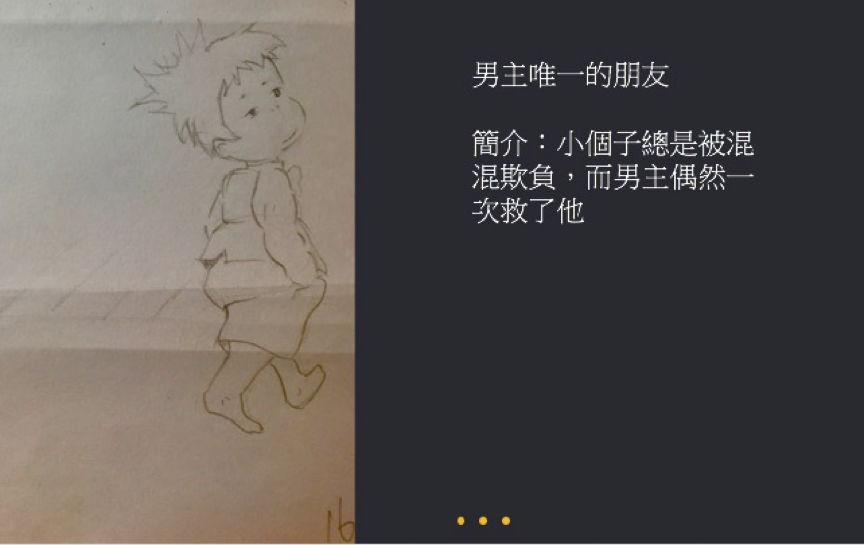 男主唯一的朋友
簡介：小個子總是被混
混欺負，而男主偶然一
次救了他
16